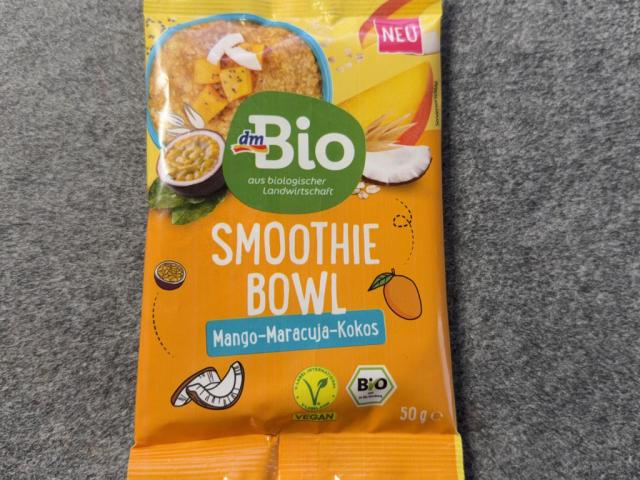 NEU
dm
Bio
aus biologischer
Landwirtschaft
SMOOTHIE
BOWL
Mango-Maracuja-Kokos
VEGAN
BIO
50 g ℮